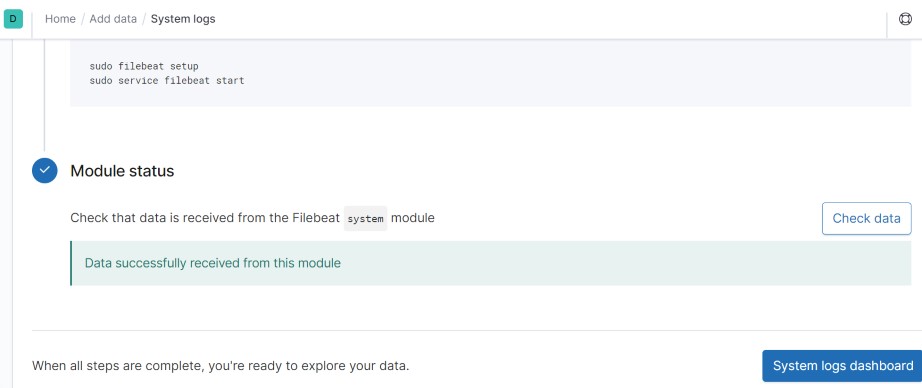 D Home / Add data / System logs
sudo filebeat setup
sudo service filebeat start
Module status
Check that data is received from the Filebeat system module Check data
Data successfully received from this module
When all steps are complete, you're ready to explore your data. System logs dashboard